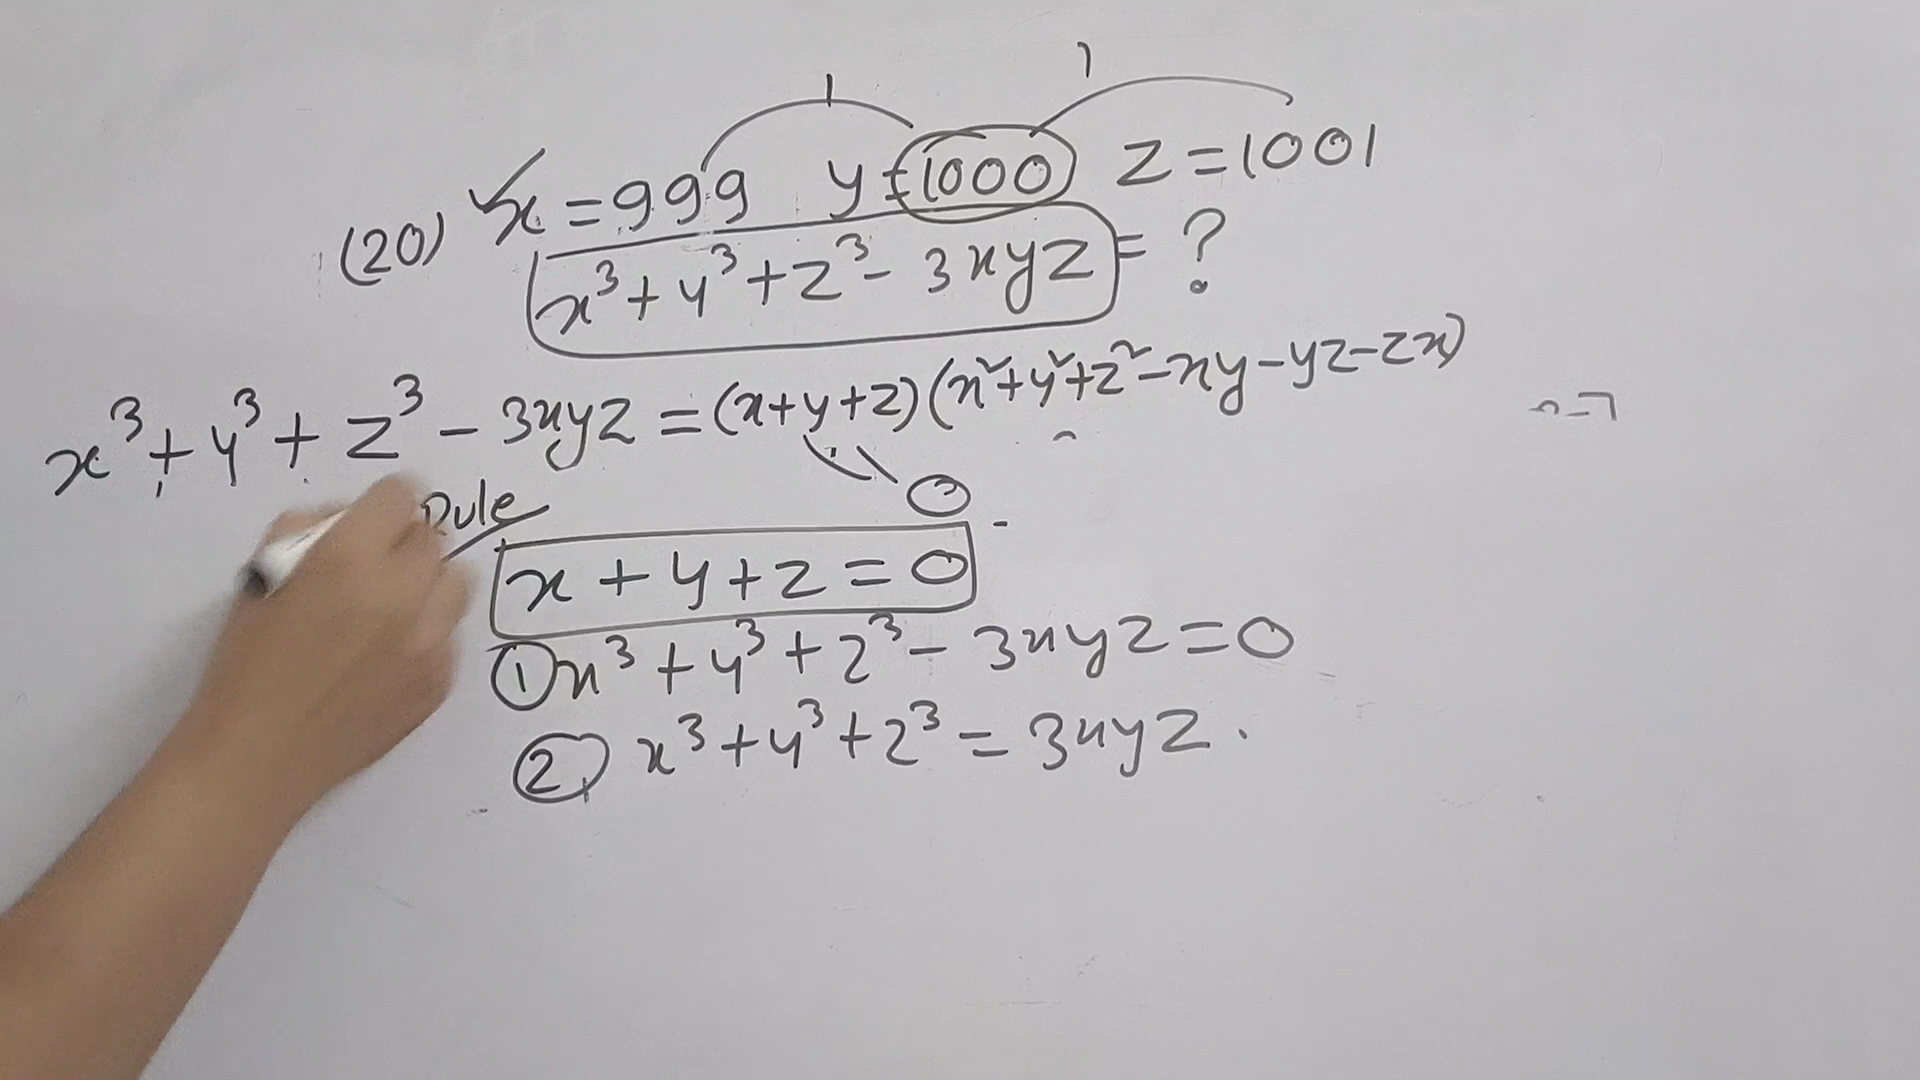 1 1
(20) x = 999 y = 1000 z = 1001
x³ + y³ + z³ - 3xyz = ?
x³ + y³ + z³ - 3xyz = (x+y+z)(x²+y²+z²-xy-yz-zx)
0
Rule
x + y + z = 0
① x³ + y³ + z³ - 3xyz = 0
② x³ + y³ + z³ = 3xyz.